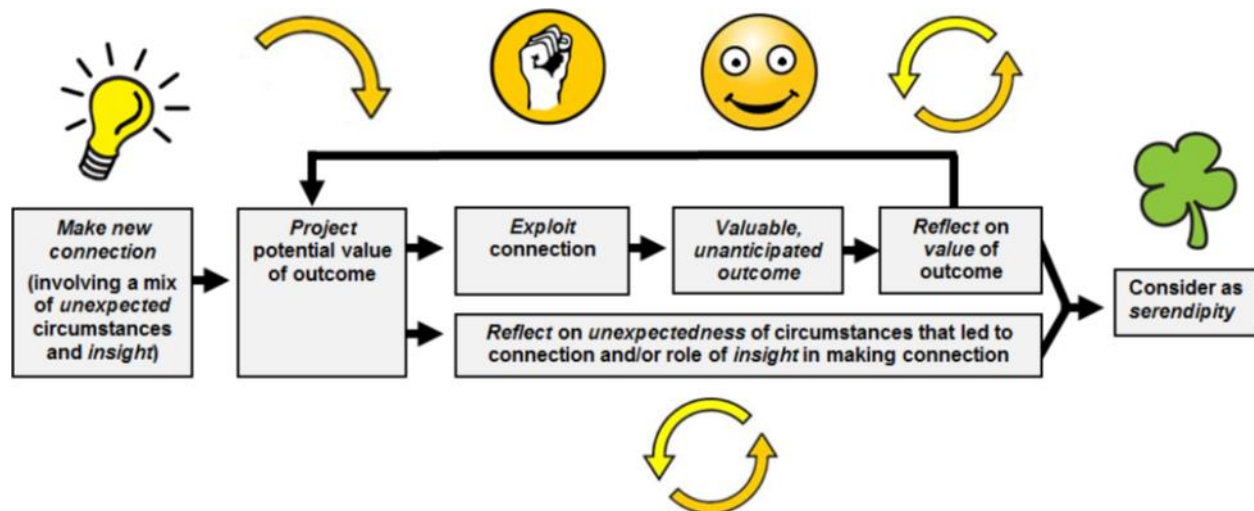 Make new
connection
(involving a mix
of unexpected
circumstances
and insight)
Project
potential value
of outcome
Exploit
connection
Valuable,
unanticipated
outcome
Reflect on
value of
outcome
Reflect on unexpectedness of circumstances that led to
connection and/or role of insight in making connection
Consider as
serendipity